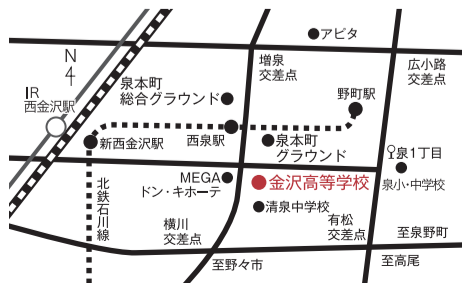 アピタ
N
増泉
交差点
広小路
交差点
IR
西金沢駅
泉本町
総合グラウンド
野町駅
新西金沢駅
西泉駅
泉本町
グラウンド
泉1丁目
泉小・中学校
MEGA
ドン・キホーテ
金沢高等学校
清泉中学校
北鉄石川線
横川
交差点
有松
交差点
至泉野町
至野々市
至高尾